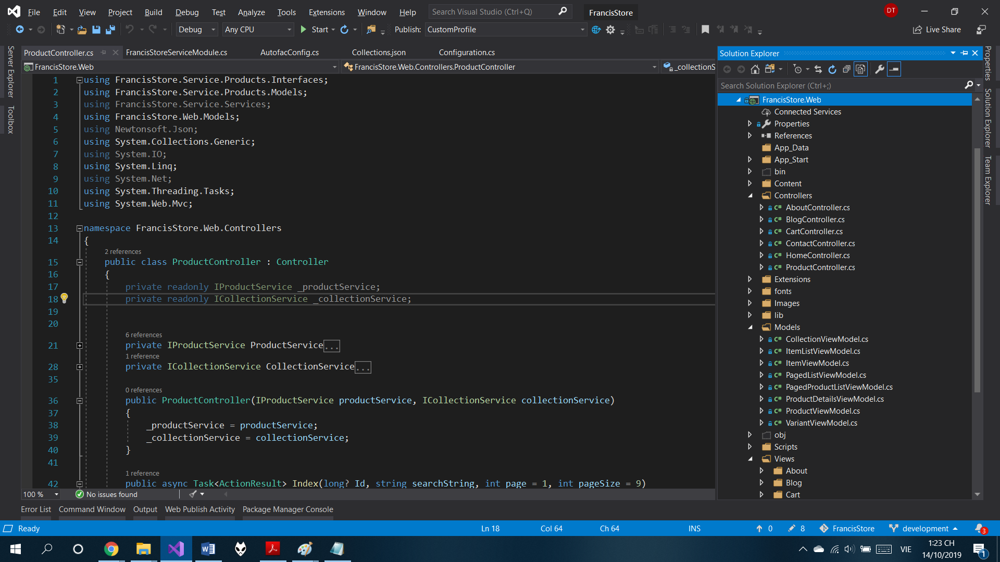 File Edit View Project Build Debug Test Analyze Tools Extensions Window Help Search Visual Studio (Ctrl+Q) FrancisStore DT
Debug Any CPU Start Publish: CustomProfile Live Share
Server Explorer
Toolbox
ProductController.cs FrancisStoreServiceModule.cs AutofacConfig.cs Collections.json Configuration.cs
FrancisStore.Web FrancisStore.Web.Controllers.ProductController _collectionS
1 using FrancisStore.Service.Products.Interfaces;
2 using FrancisStore.Service.Products.Models;
3 using FrancisStore.Service.Services;
4 using FrancisStore.Web.Models;
5 using Newtonsoft.Json;
6 using System.Collections.Generic;
7 using System.IO;
8 using System.Linq;
9 using System.Net;
10 using System.Threading.Tasks;
11 using System.Web.Mvc;
12
13 namespace FrancisStore.Web.Controllers
14 {
2 references
15 public class ProductController : Controller
16 {
17 private readonly IProductService _productService;
18 private readonly ICollectionService _collectionService;
19
20
6 references
21 private IProductService ProductService...
1 reference
28 private ICollectionService CollectionService...
35
0 references
36 public ProductController(IProductService productService, ICollectionService collectionService)
37 {
38 _productService = productService;
39 _collectionService = collectionService;
40 }
41
1 reference
42 public async Task<ActionResult> Index(long? Id, string searchString, int page = 1, int pageSize = 9)
100 % No issues found
Solution Explorer
Search Solution Explorer (Ctrl+;)
FrancisStore.Web
Connected Services
Properties
References
App_Data
App_Start
bin
Content
Controllers
C# AboutController.cs
C# BlogController.cs
C# CartController.cs
C# ContactController.cs
C# HomeController.cs
C# ProductController.cs
Extensions
fonts
Images
lib
Models
C# CollectionViewModel.cs
C# ItemListViewModel.cs
C# ItemViewModel.cs
C# PagedListViewModel.cs
C# PagedProductListViewModel.cs
C# ProductDetailsViewModel.cs
C# ProductViewModel.cs
C# VariantViewModel.cs
obj
Scripts
Views
About
Blog
Cart
Properties
Solution Explorer
Team Explorer
Error List Command Window Output Web Publish Activity Package Manager Console
Ready Ln 18 Col 64 Ch 64 INS 0 8 FrancisStore development 3
VIE 1:23 CH
14/10/2019 1